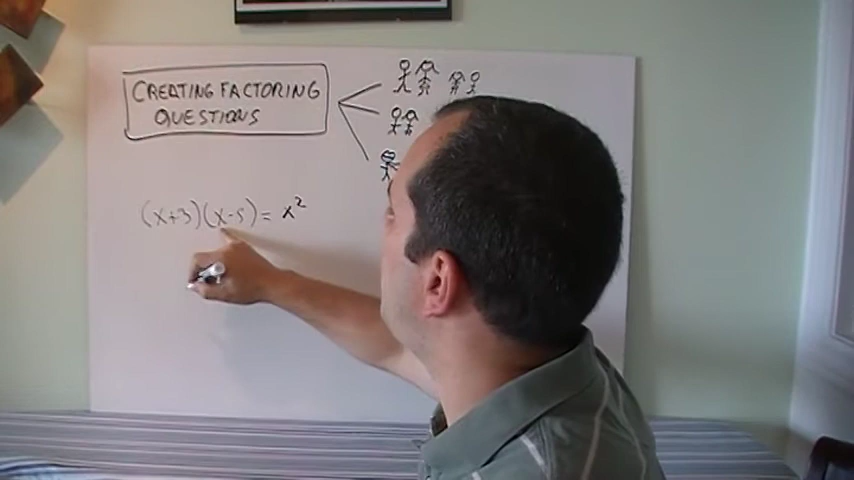 CREATING FACTORING
QUESTIONS
(x+3)(x-5) = x²